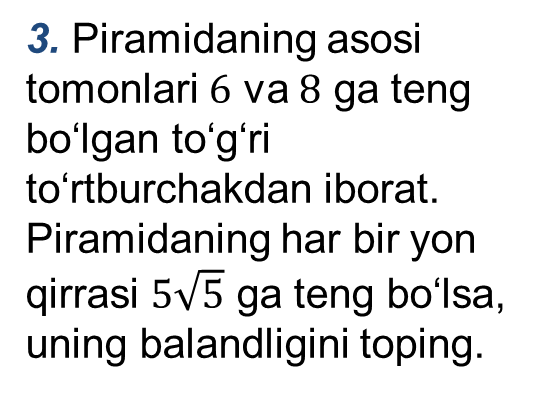 3. Piramidaning asosi
tomonlari 6 va 8 ga teng
bo‘lgan to‘g‘ri
to‘rtburchakdan iborat.
Piramidaning har bir yon
qirrasi 5√5 ga teng bo‘lsa,
uning balandligini toping.